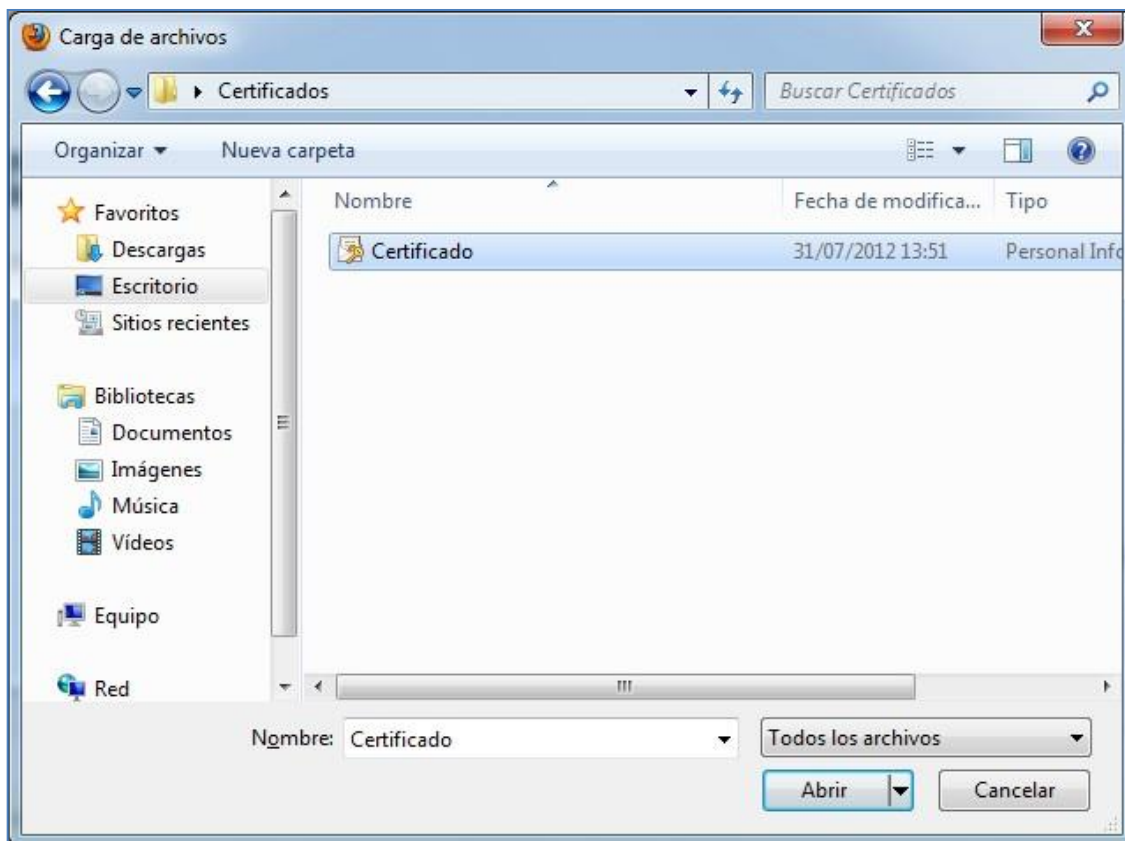 Carga de archivos
Certificados
Buscar Certificados
Organizar
Nueva carpeta
Favoritos
Descargas
Escritorio
Sitios recientes
Bibliotecas
Documentos
Imágenes
Música
Vídeos
Equipo
Red
Nombre
Fecha de modifica...
Tipo
Certificado
31/07/2012 13:51
Personal Info
Nombre:
Certificado
Todos los archivos
Abrir
Cancelar